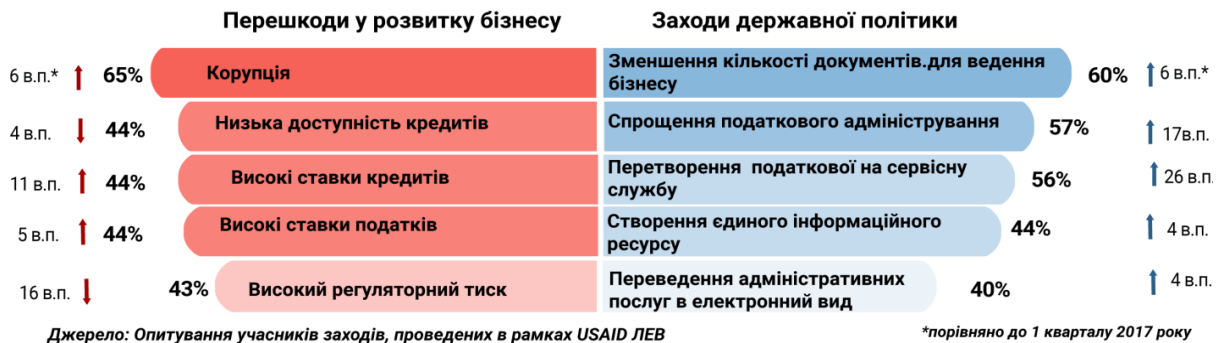 Перешкоди у розвитку бізнесу
Заходи державної політики
6 в.п.* 65% Корупція
Зменшення кількості документів.для ведення
бізнесу
60% 6 в.п.*
4 в.п. 44% Низька доступність кредитів
Спрощення податкового адміністрування
57% 17в.п.
11 в.п. 44% Високі ставки кредитів
Перетворення податкової на сервісну
службу
56% 26 в.п.
5 в.п. 44% Високі ставки податків
Створення єдиного інформаційного
ресурсу
44% 4 в.п.
16 в.п. 43% Високий регуляторний тиск
Переведення адміністративних
послуг в електронний вид
40% 4 в.п.
Джерело: Опитування учасників заходів, проведених в рамках USAID ЛЕВ
*порівняно до 1 кварталу 2017 року